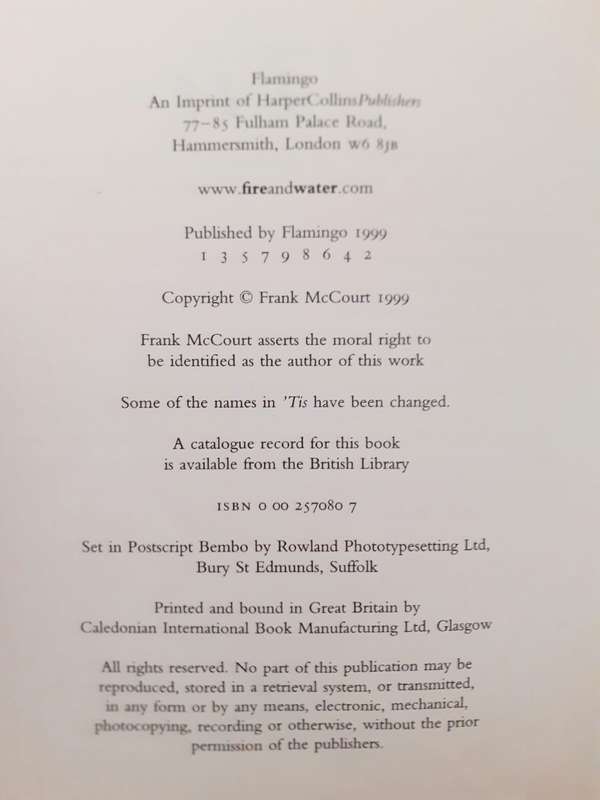 Flamingo
An Imprint of HarperCollinsPublishers
77–85 Fulham Palace Road,
Hammersmith, London W6 8JB
www.fireandwater.com
Published by Flamingo 1999
1 3 5 7 9 8 6 4 2
Copyright © Frank McCourt 1999
Frank McCourt asserts the moral right to
be identified as the author of this work
Some of the names in 'Tis have been changed.
A catalogue record for this book
is available from the British Library
ISBN 0 00 257080 7
Set in Postscript Bembo by Rowland Phototypesetting Ltd,
Bury St Edmunds, Suffolk
Printed and bound in Great Britain by
Caledonian International Book Manufacturing Ltd, Glasgow
All rights reserved. No part of this publication may be
reproduced, stored in a retrieval system, or transmitted,
in any form or by any means, electronic, mechanical,
photocopying, recording or otherwise, without the prior
permission of the publishers.